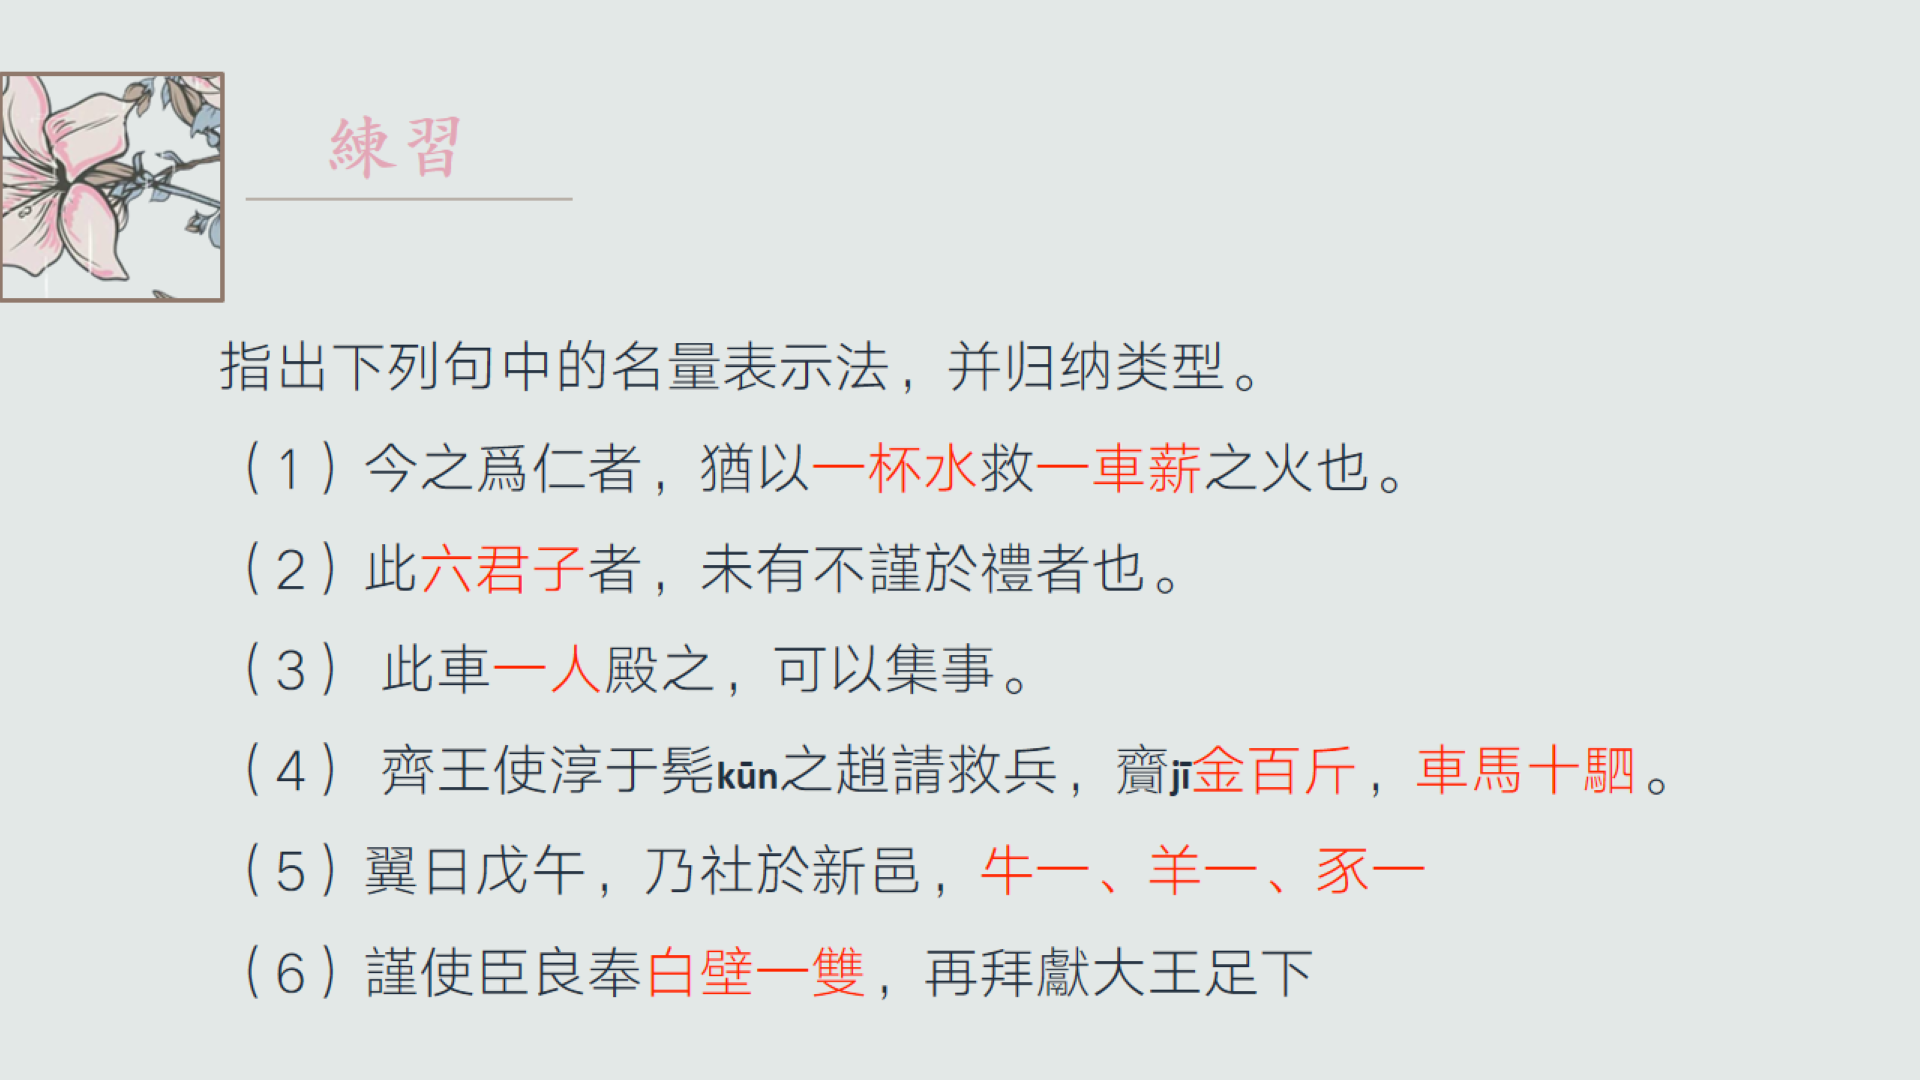 練習
指出下列句中的名量表示法，并归纳类型。
（1）今之爲仁者，猶以一杯水救一車薪之火也。
（2）此六君子者，未有不謹於禮者也。
（3） 此車一人殿之，可以集事。
（4） 齊王使淳于髡kūn之趙請救兵，齎jī金百斤，車馬十駟。
（5）翼日戊午，乃社於新邑，牛一、羊一、豕一
（6）謹使臣良奉白壁一雙，再拜獻大王足下